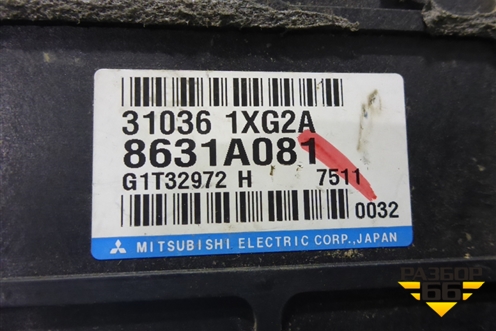 31036 1XG2A
8631A081
G1T32972 H 7511
0032
MITSUBISHI ELECTRIC CORP., JAPAN
РАЗБОР
66